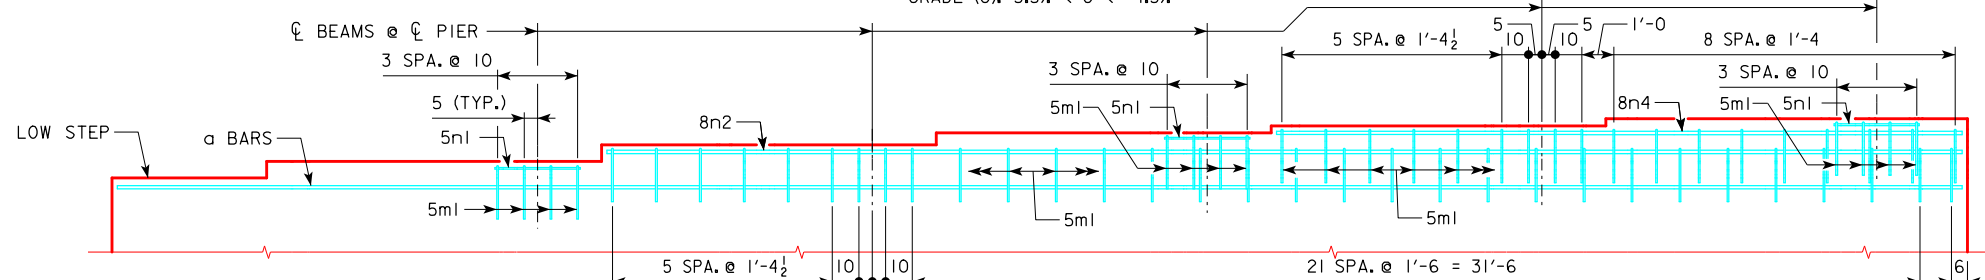 ℄ BEAMS @ ℄ PIER
5
5
1'-0
10
10
5 SPA. @ 1'-4½
8 SPA. @ 1'-4
3 SPA. @ 10
3 SPA. @ 10
3 SPA. @ 10
5 (TYP.)
5m1
5n1
8n4
5m1
5n1
LOW STEP
a BARS
5n1
8n2
5m1
5m1
5m1
5 SPA. @ 1'-4½
10
10
21 SPA. @ 1'-6 = 31'-6
6